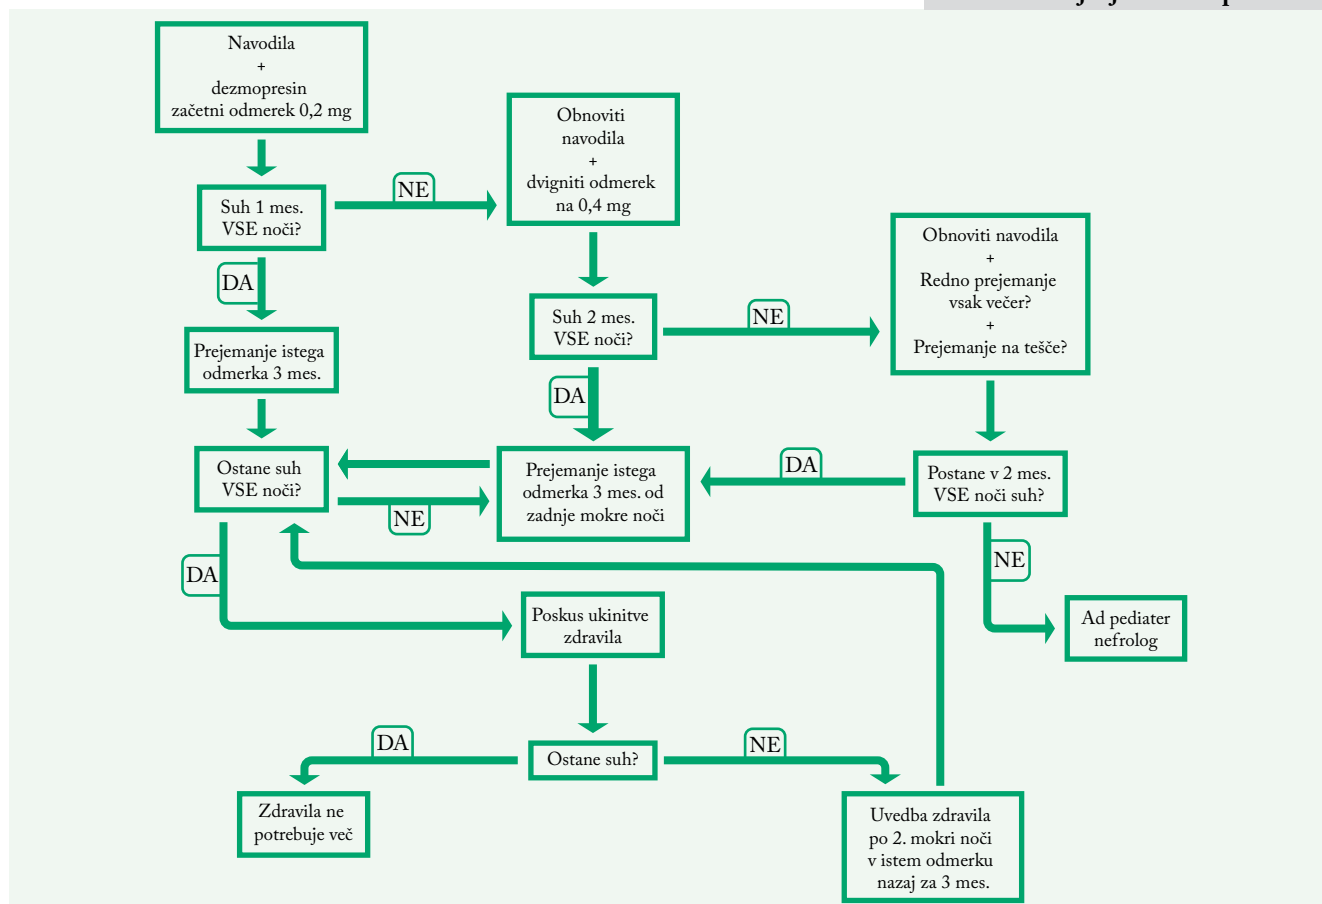 Navodila
+
dezmopresin
začetni odmerek 0,2 mg
Obnoviti
navodila
+
dvigniti odmerek
na 0,4 mg
NE
Suh 1 mes.
VSE noči?
Obnoviti navodila
+
Redno prejemanje
vsak večer?
+
Prejemanje na tešče?
DA
Suh 2 mes.
VSE noči?
NE
Prejemanje istega
odmerka 3 mes.
DA
Ostane suh
VSE noči?
NE
Prejemanje istega
odmerka 3 mes. od
zadnje mokre noči
DA
Postane v 2 mes.
VSE noči suh?
NE
DA
Poskus ukinitve
zdravila
Ad pediater
nefrolog
DA
Ostane suh?
NE
Zdravila ne
potrebuje več
Uvedba zdravila
po 2. mokri noči
v istem odmerku
nazaj za 3 mes.